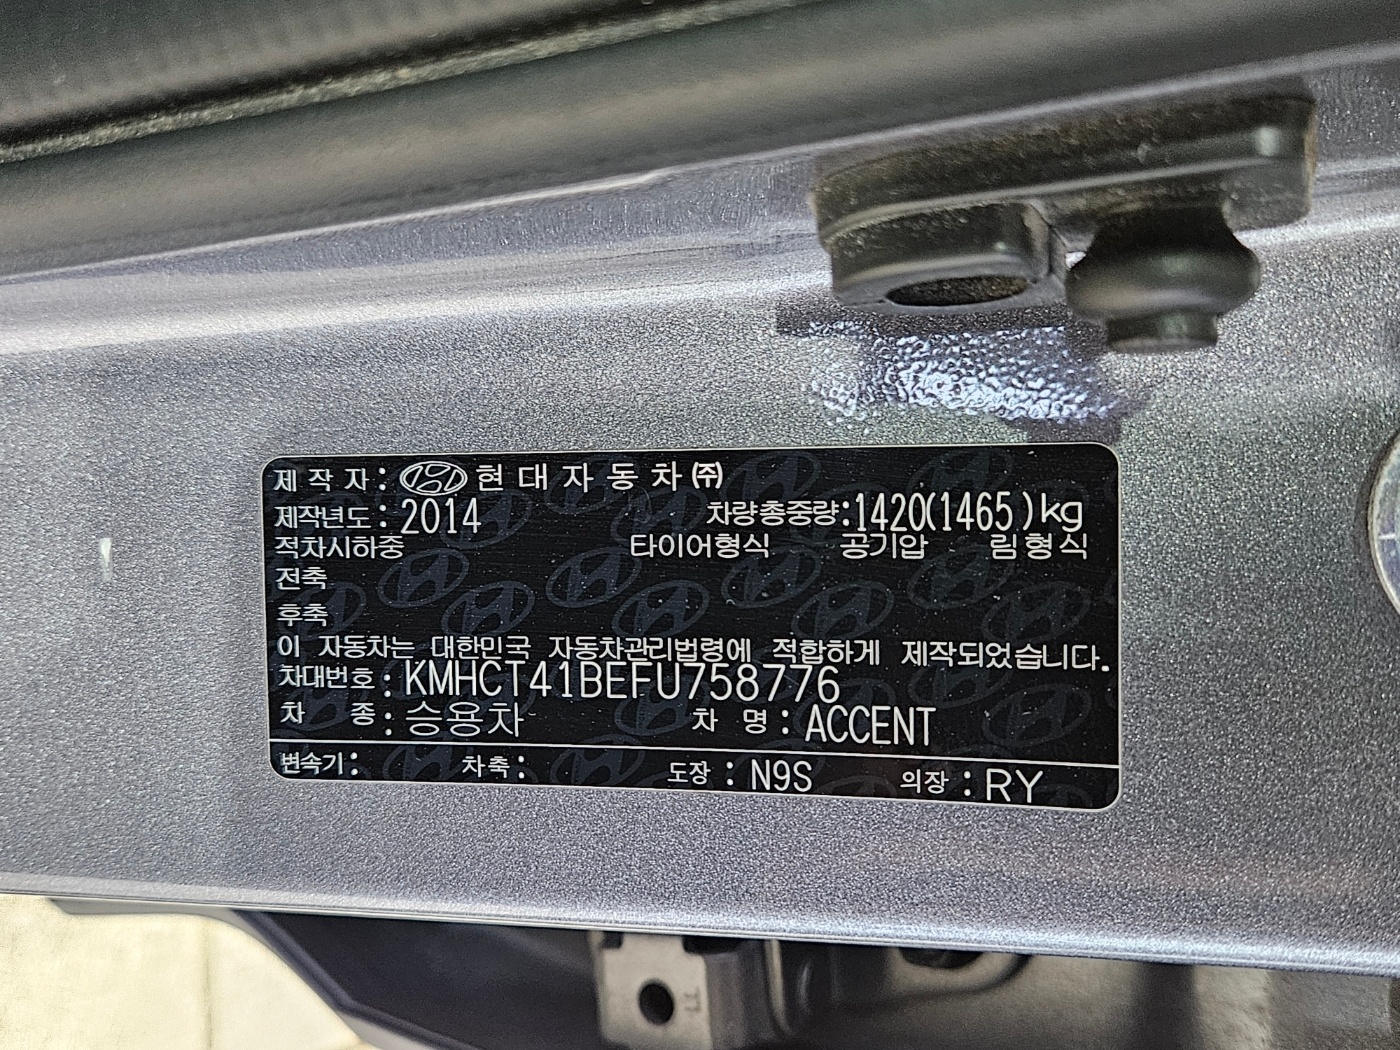 제 작 자 : 현 대 자 동 차 ㈜
제작년도 : 2014 차량총중량:1420(1465 )kg
적차시하중 타이어형식 공기압 림형식
전축
후축
이 자동차는 대한민국 자동차관리법령에 적합하게 제작되었습니다.
차대번호 : KMHCT41BEFU758776
차 종 : 승용차 차 명 : ACCENT
변속기 : 차축 : 도장 : N9S 의장 : RY